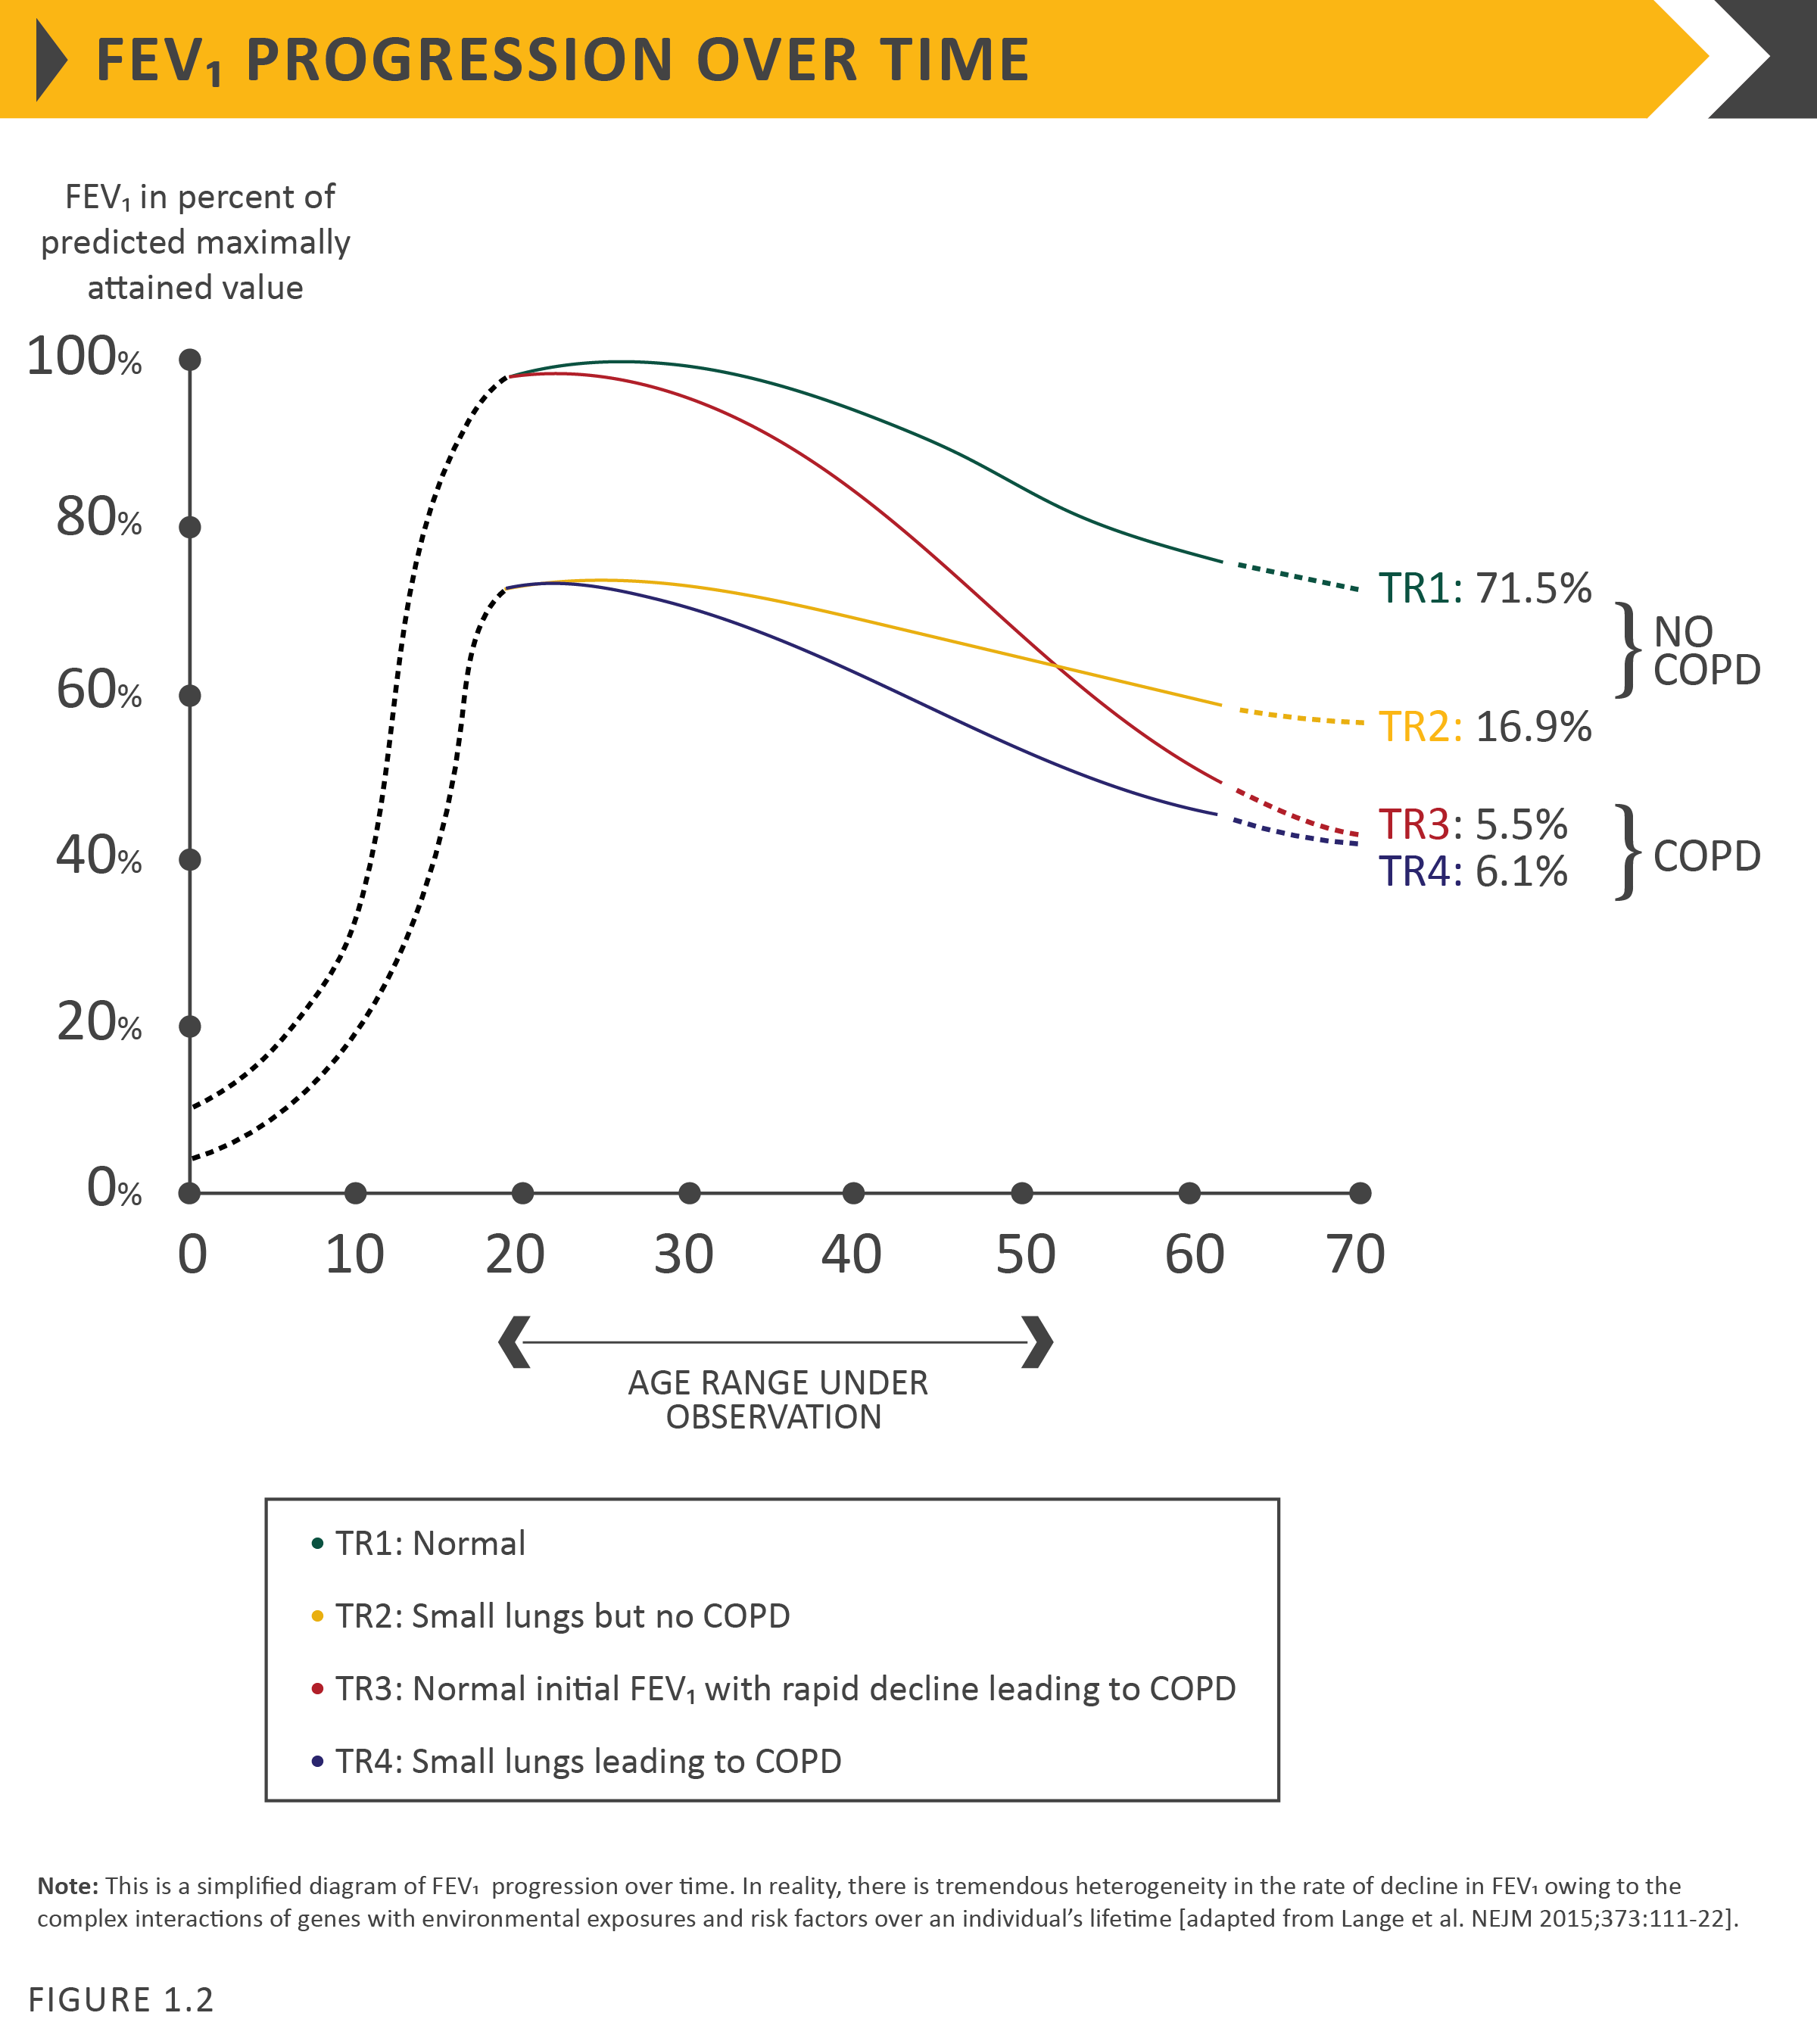 FEV₁ PROGRESSION OVER TIME
FEV₁ in percent of
predicted maximally
attained value
100%
80%
60%
40%
20%
0%
0 10 20 30 40 50 60 70
TR1: 71.5%
TR2: 16.9%
NO
COPD
TR3: 5.5%
TR4: 6.1%
COPD
AGE RANGE UNDER
OBSERVATION
• TR1: Normal
• TR2: Small lungs but no COPD
• TR3: Normal initial FEV₁ with rapid decline leading to COPD
• TR4: Small lungs leading to COPD
Note: This is a simplified diagram of FEV₁ progression over time. In reality, there is tremendous heterogeneity in the rate of decline in FEV₁ owing to the
complex interactions of genes with environmental exposures and risk factors over an individual’s lifetime [adapted from Lange et al. NEJM 2015;373:111-22].
FIGURE 1.2